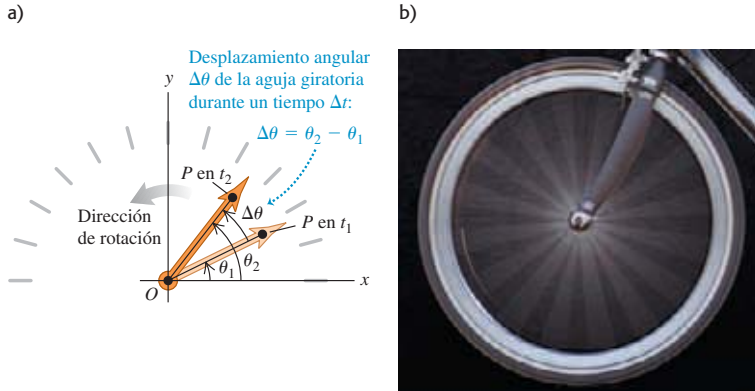 a)
Desplazamiento angular
Δθ de la aguja giratoria
durante un tiempo Δt:
Δθ = θ₂ − θ₁
y
P en t₂
Δθ
P en t₁
Dirección
de rotación
θ₁
θ₂
O
x
b)